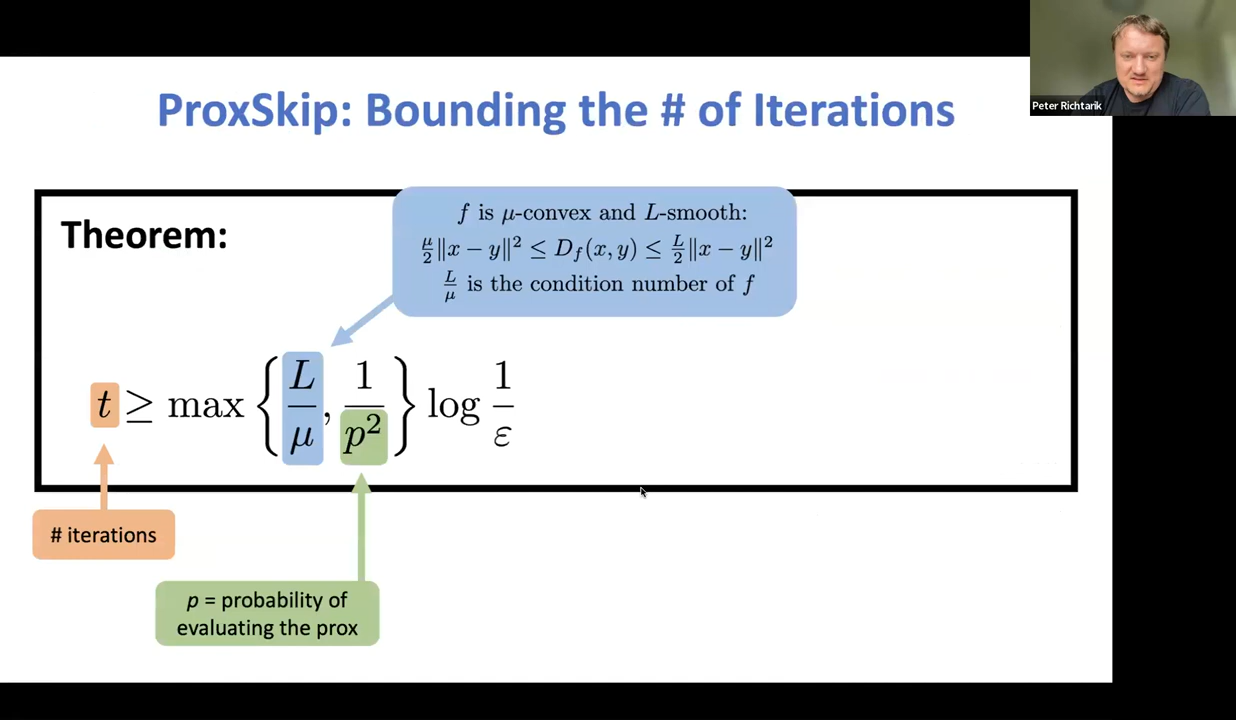 Peter Richtarik
ProxSkip: Bounding the # of Iterations
Theorem:
f is μ-convex and L-smooth:
μ/2 ‖x − y‖² ≤ D_f(x, y) ≤ L/2 ‖x − y‖²
L/μ is the condition number of f
t ≥ max { L/μ, 1/p² } log 1/ε
# iterations
p = probability of
evaluating the prox